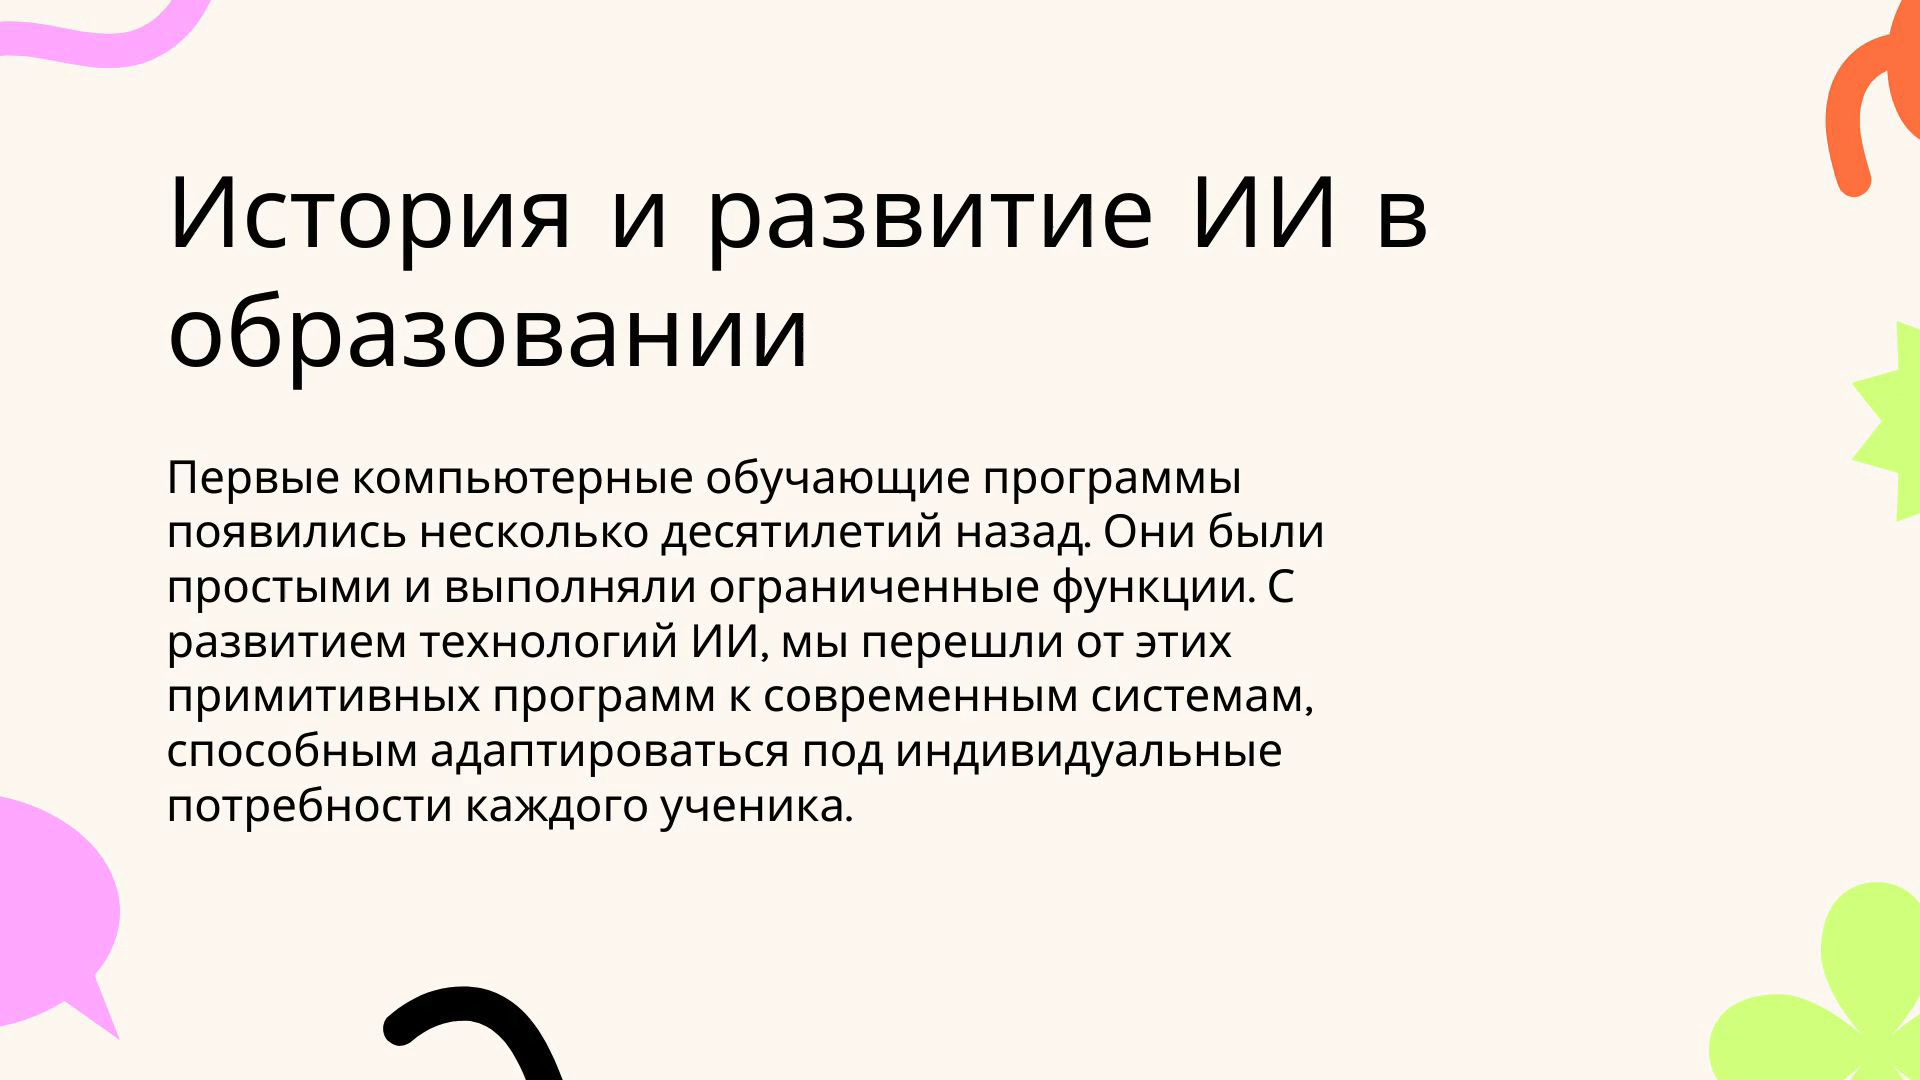 История и развитие ИИ в
образовании
Первые компьютерные обучающие программы
появились несколько десятилетий назад. Они были
простыми и выполняли ограниченные функции. С
развитием технологий ИИ, мы перешли от этих
примитивных программ к современным системам,
способным адаптироваться под индивидуальные
потребности каждого ученика.